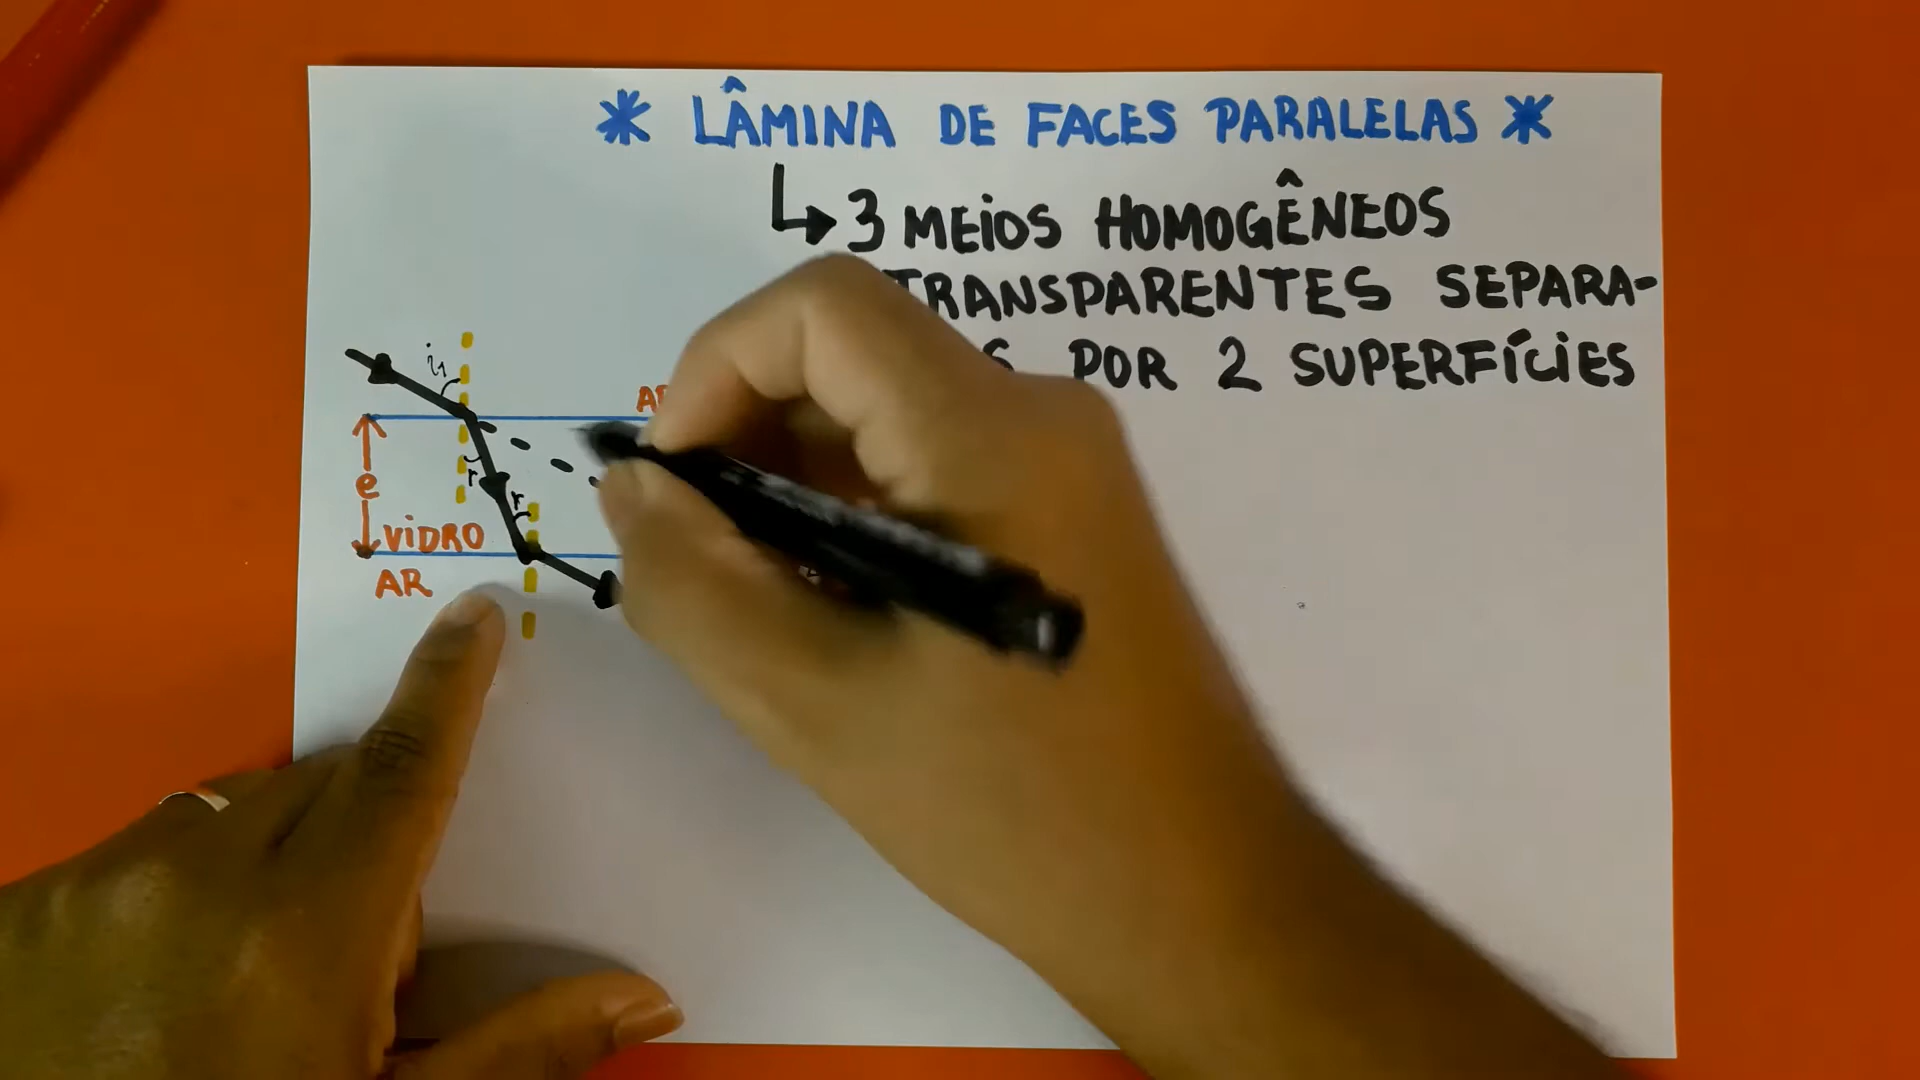 * LÂMINA DE FACES PARALELAS *
↳ 3 MEIOS HOMOGÊNEOS
TRANSPARENTES SEPARA-
POR 2 SUPERFÍCIES
i1
r
e
r
VIDRO
AR